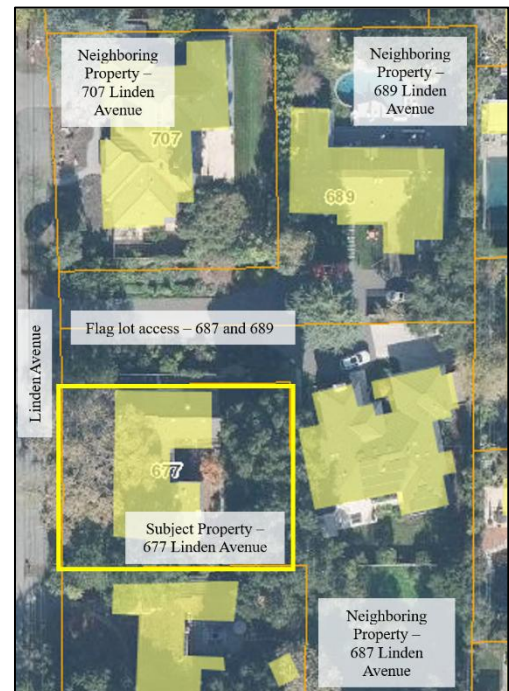 Neighboring
Property –
707 Linden
Avenue
Neighboring
Property –
689 Linden
Avenue
707
689
Flag lot access – 687 and 689
Linden Avenue
677
Subject Property –
677 Linden Avenue
Neighboring
Property –
687 Linden
Avenue